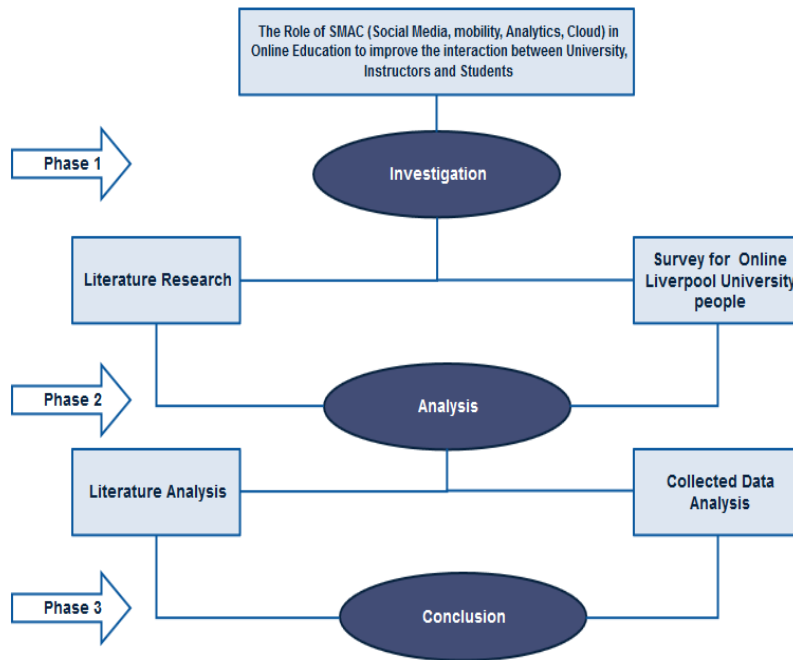 The Role of SMAC (Social Media, mobility, Analytics, Cloud) in
Online Education to improve the interaction between University,
Instructors and Students
Phase 1
Investigation
Literature Research
Survey for Online
Liverpool University
people
Phase 2
Analysis
Literature Analysis
Collected Data
Analysis
Phase 3
Conclusion